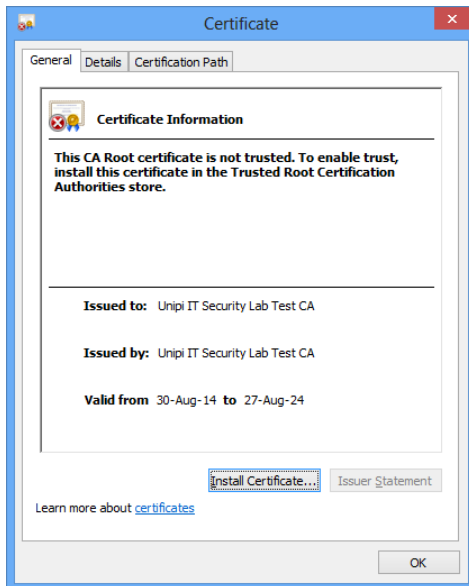 Certificate
General Details Certification Path
Certificate Information
This CA Root certificate is not trusted. To enable trust,
install this certificate in the Trusted Root Certification
Authorities store.
Issued to: Unipi IT Security Lab Test CA
Issued by: Unipi IT Security Lab Test CA
Valid from 30-Aug-14 to 27-Aug-24
Install Certificate... Issuer Statement
Learn more about certificates
OK